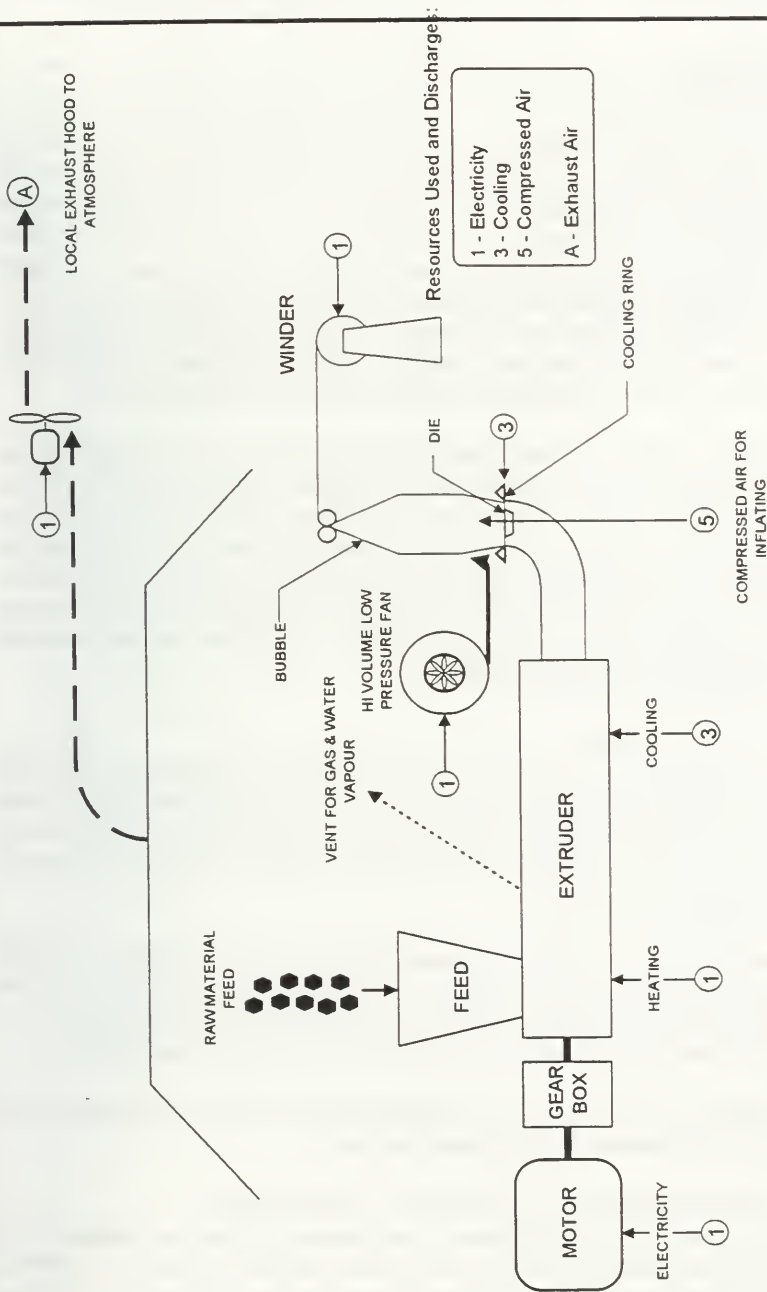 LOCAL EXHAUST HOOD TO
ATMOSPHERE
A
1
RAW MATERIAL
FEED
VENT FOR GAS & WATER
VAPOUR
HI VOLUME LOW
PRESSURE FAN
1
BUBBLE
WINDER
1
FEED
DIE
3
COOLING RING
MOTOR
GEAR
BOX
EXTRUDER
ELECTRICITY
1
HEATING
1
COOLING
3
5
COMPRESSED AIR FOR
INFLATING
Resources Used and Discharges:
1 - Electricity
3 - Cooling
5 - Compressed Air
A - Exhaust Air